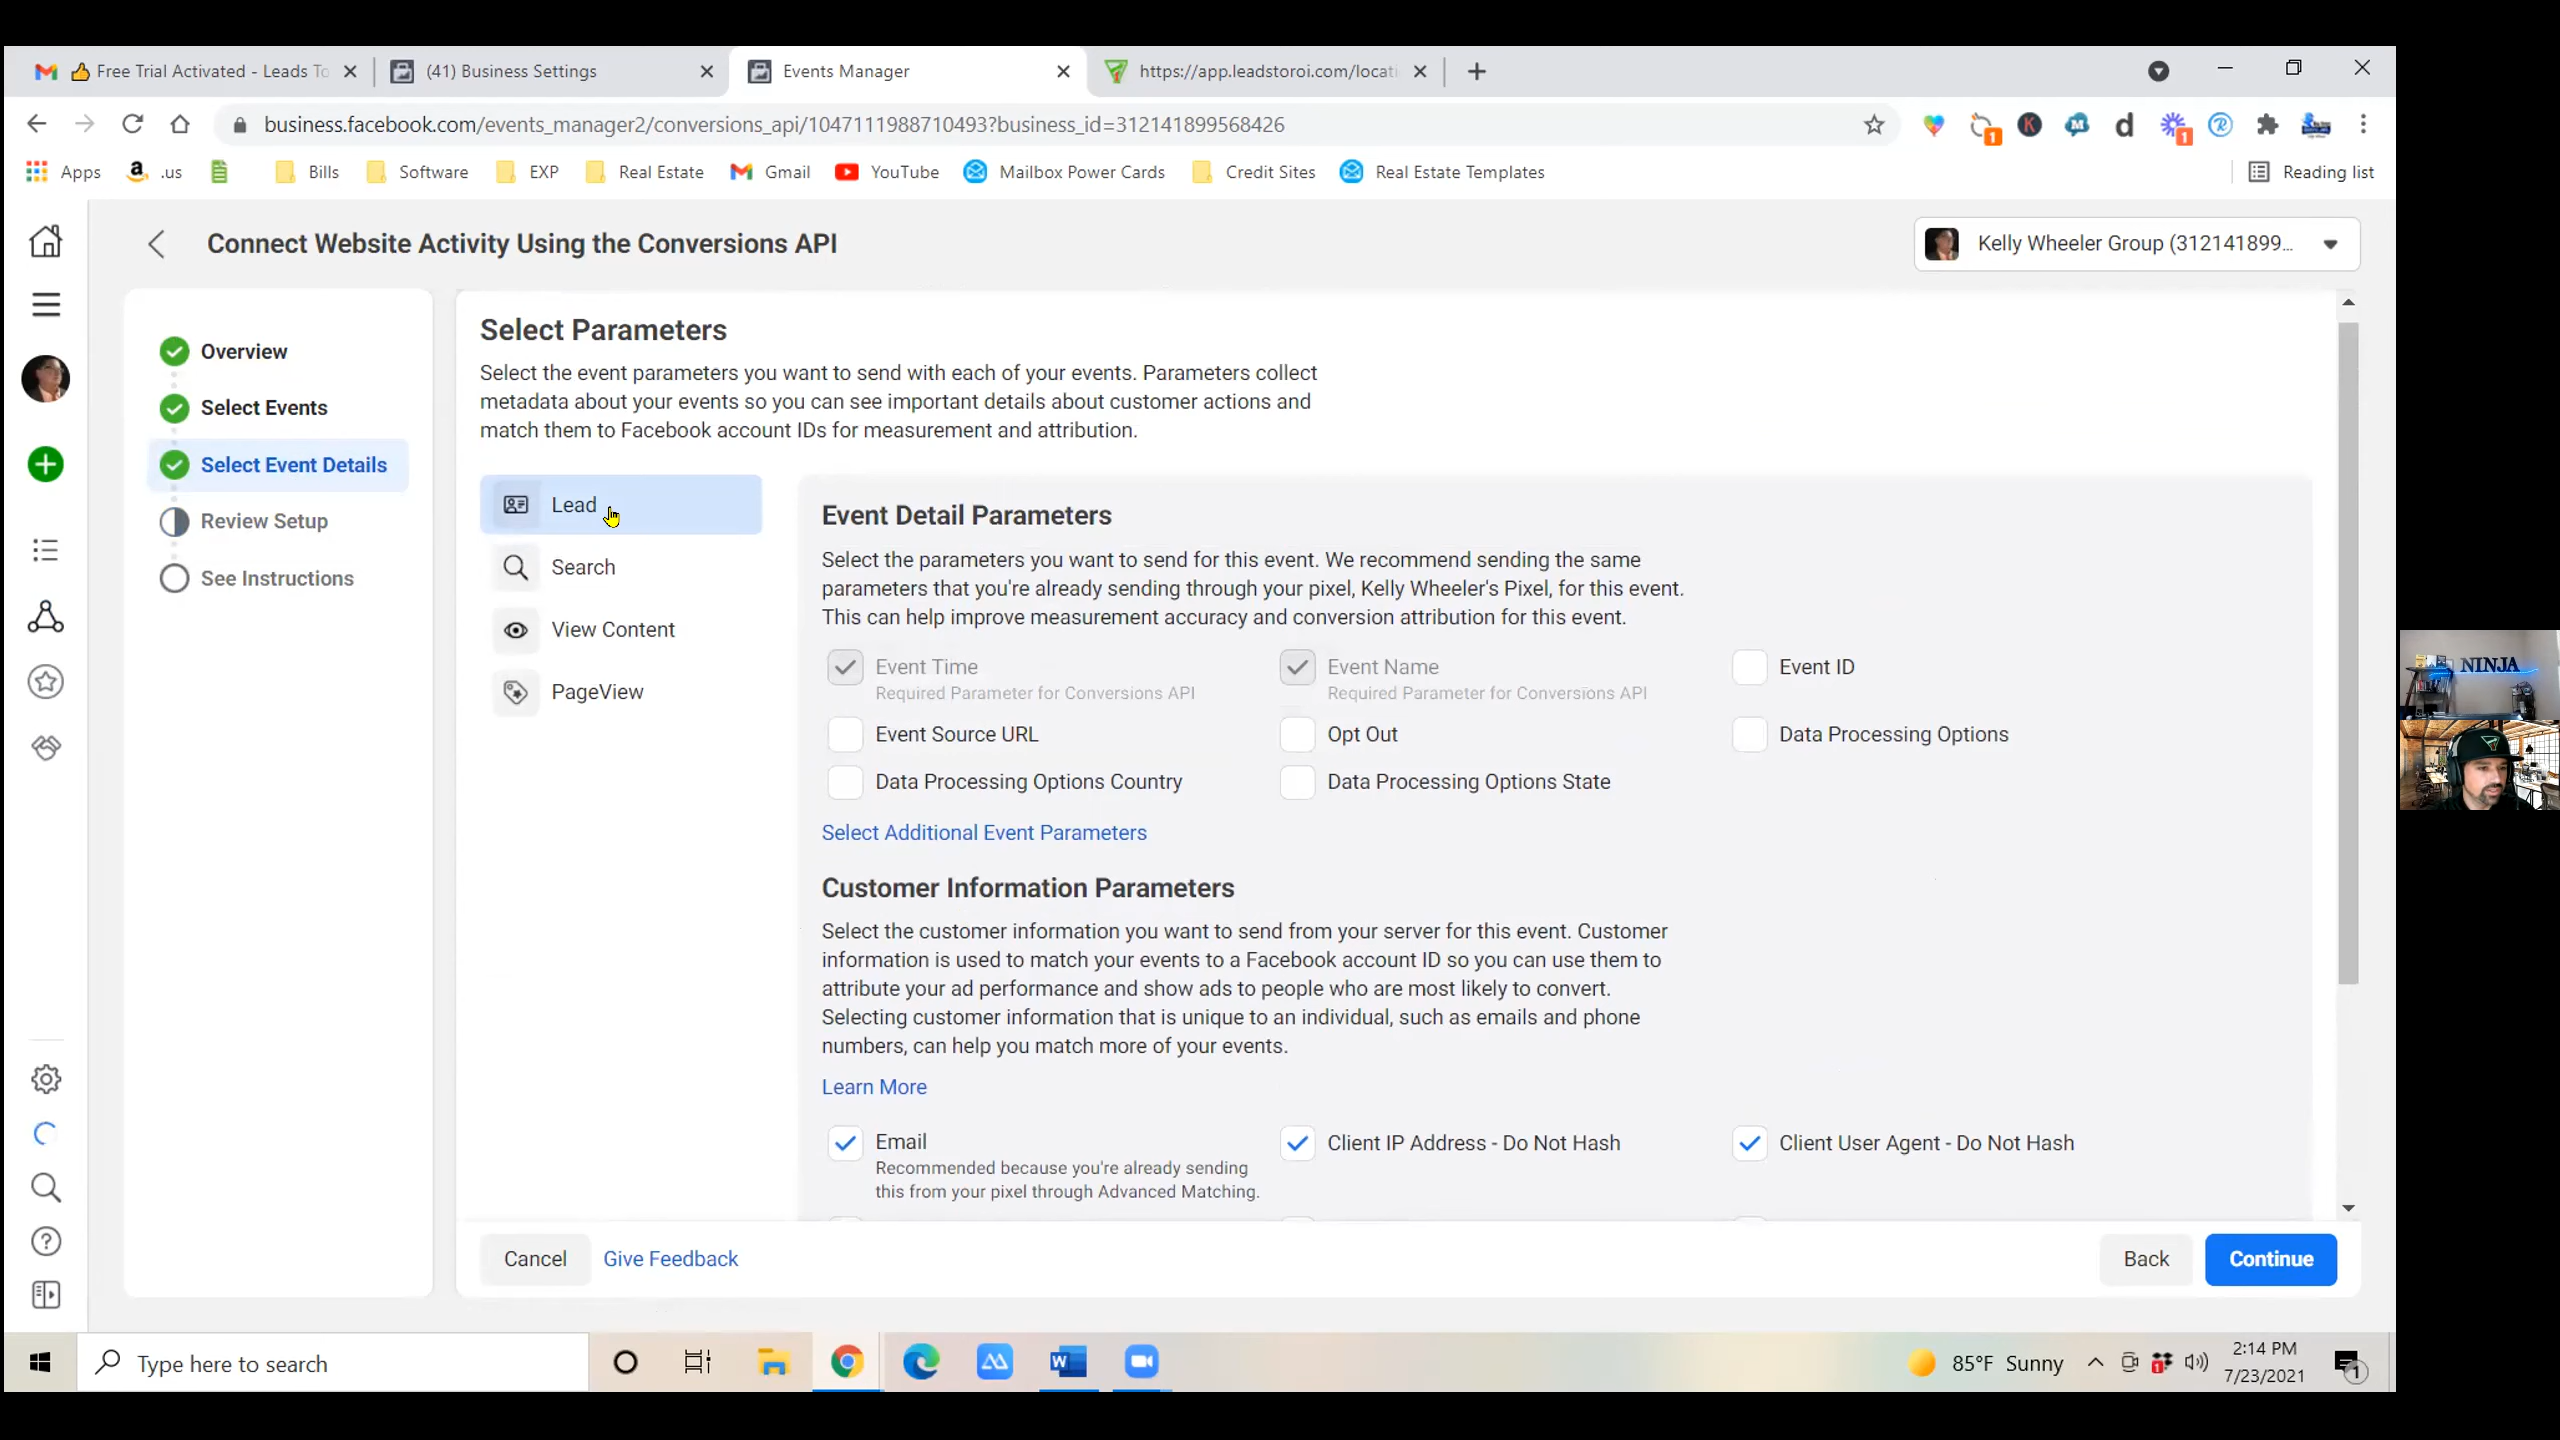 Free Trial Activated - Leads To
(41) Business Settings
Events Manager
https://app.leadstoroi.com/locati
business.facebook.com/events_manager2/conversions_api/1047111988710493?business_id=312141899568426
1
K
M
d
1
R
Apps
a
.us
Bills
Software
EXP
Real Estate
Gmail
YouTube
Mailbox Power Cards
Credit Sites
Real Estate Templates
Reading list
Connect Website Activity Using the Conversions API
Kelly Wheeler Group (312141899...
Overview
Select Events
Select Event Details
Review Setup
See Instructions
Select Parameters
Select the event parameters you want to send with each of your events. Parameters collect
metadata about your events so you can see important details about customer actions and
match them to Facebook account IDs for measurement and attribution.
Lead
Search
View Content
PageView
Event Detail Parameters
Select the parameters you want to send for this event. We recommend sending the same
parameters that you're already sending through your pixel, Kelly Wheeler's Pixel, for this event.
This can help improve measurement accuracy and conversion attribution for this event.
Event Time
Required Parameter for Conversions API
Event Name
Required Parameter for Conversions API
Event ID
Event Source URL
Opt Out
Data Processing Options
Data Processing Options Country
Data Processing Options State
Select Additional Event Parameters
Customer Information Parameters
Select the customer information you want to send from your server for this event. Customer
information is used to match your events to a Facebook account ID so you can use them to
attribute your ad performance and show ads to people who are most likely to convert.
Selecting customer information that is unique to an individual, such as emails and phone
numbers, can help you match more of your events.
Learn More
Email
Recommended because you're already sending
this from your pixel through Advanced Matching.
Client IP Address - Do Not Hash
Client User Agent - Do Not Hash
Cancel
Give Feedback
Back
Continue
NINJA
Type here to search
W
85°F Sunny
1
2:14 PM
7/23/2021
1